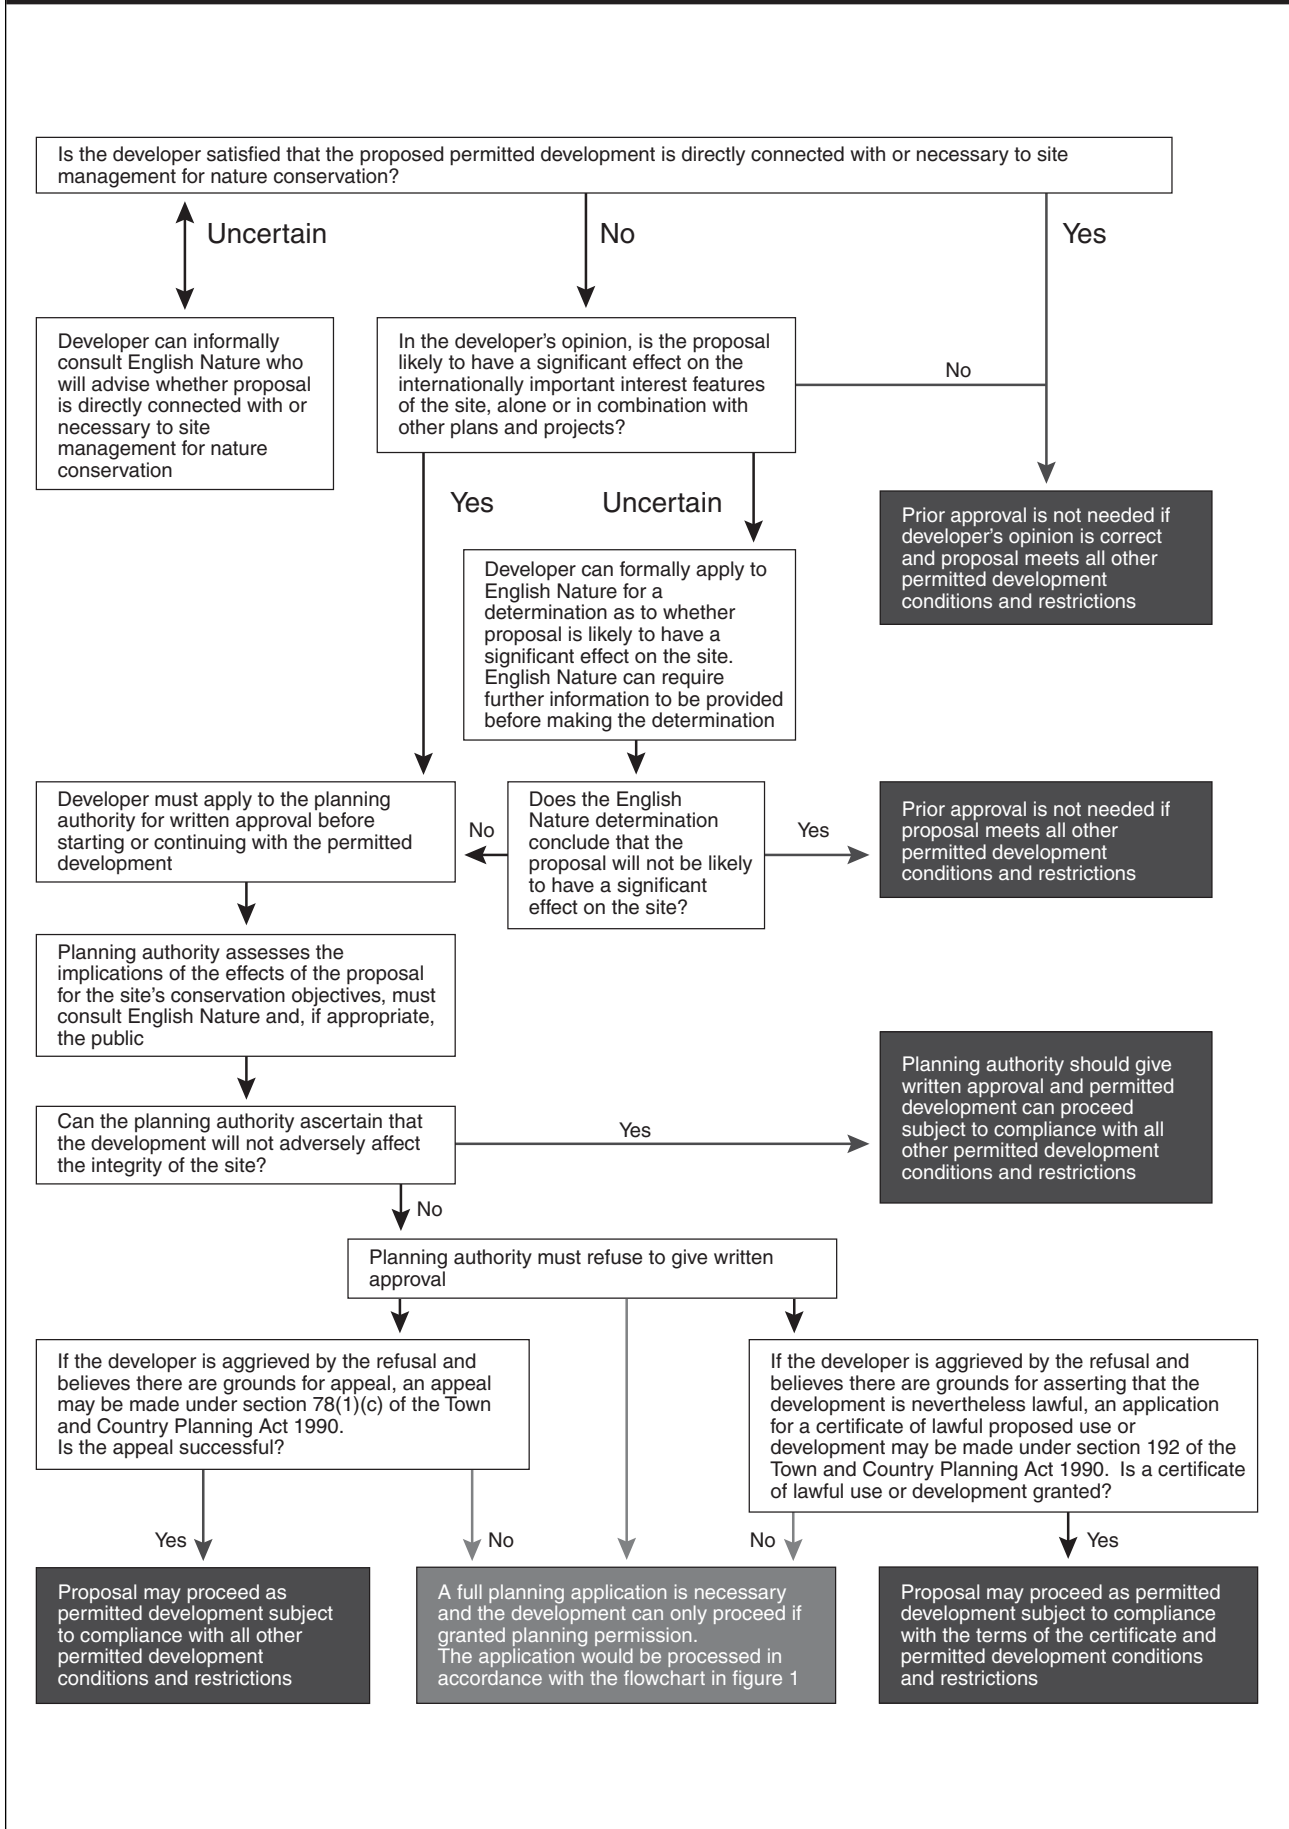 Is the developer satisfied that the proposed permitted development is directly connected with or necessary to site
management for nature conservation?
Uncertain
No
Yes
Developer can informally
consult English Nature who
will advise whether proposal
is directly connected with or
necessary to site
management for nature
conservation
In the developer's opinion, is the proposal
likely to have a significant effect on the
internationally important interest features
of the site, alone or in combination with
other plans and projects?
No
Yes
Uncertain
Prior approval is not needed if
developer's opinion is correct
and proposal meets all other
permitted development
conditions and restrictions
Developer can formally apply to
English Nature for a
determination as to whether
proposal is likely to have a
significant effect on the site.
English Nature can require
further information to be provided
before making the determination
Developer must apply to the planning
authority for written approval before
starting or continuing with the permitted
development
No
Does the English
Nature determination
conclude that the
proposal will not be likely
to have a significant
effect on the site?
Yes
Prior approval is not needed if
proposal meets all other
permitted development
conditions and restrictions
Planning authority assesses the
implications of the effects of the proposal
for the site's conservation objectives, must
consult English Nature and, if appropriate,
the public
Can the planning authority ascertain that
the development will not adversely affect
the integrity of the site?
Yes
Planning authority should give
written approval and permitted
development can proceed
subject to compliance with all
other permitted development
conditions and restrictions
No
Planning authority must refuse to give written
approval
If the developer is aggrieved by the refusal and
believes there are grounds for appeal, an appeal
may be made under section 78(1)(c) of the Town
and Country Planning Act 1990.
Is the appeal successful?
If the developer is aggrieved by the refusal and
believes there are grounds for asserting that the
development is nevertheless lawful, an application
for a certificate of lawful proposed use or
development may be made under section 192 of the
Town and Country Planning Act 1990. Is a certificate
of lawful use or development granted?
Yes
No
No
Yes
Proposal may proceed as
permitted development subject
to compliance with all other
permitted development
conditions and restrictions
A full planning application is necessary
and the development can only proceed if
granted planning permission.
The application would be processed in
accordance with the flowchart in figure 1
Proposal may proceed as permitted
development subject to compliance
with the terms of the certificate and
permitted development conditions
and restrictions